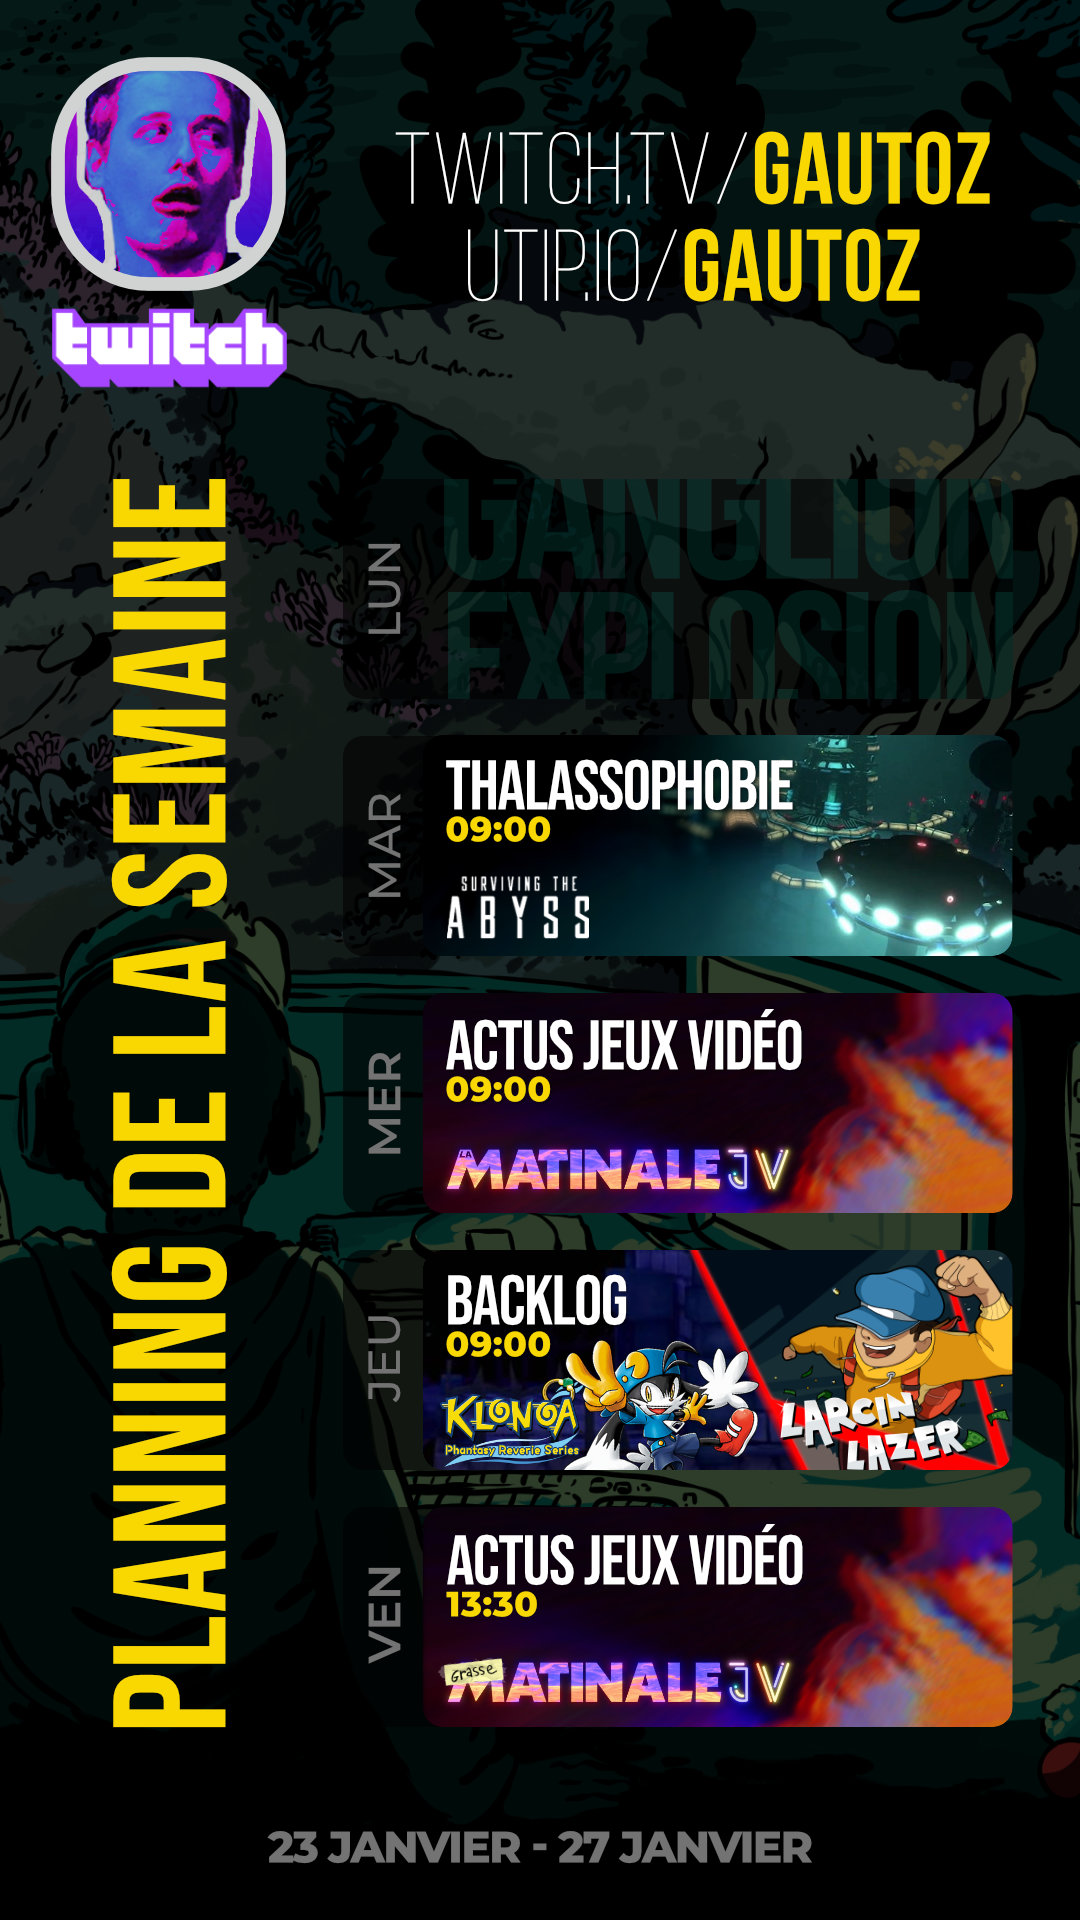 TWITCH.TV/GAUTOZ
UTIP.IO/GAUTOZ
twitch
PLANNING DE LA SEMAINE
LUN
GANGLION
EXPLOSION
MAR
THALASSOPHOBIE
09:00
SURVIVING THE
ABYSS
MER
ACTUS JEUX VIDÉO
09:00
LA MATINALE JV
JEU
BACKLOG
09:00
KLONOA
Phantasy Reverie Series
LARCIN
LAZER
VEN
ACTUS JEUX VIDÉO
13:30
Grasse MATINALE JV
23 JANVIER - 27 JANVIER